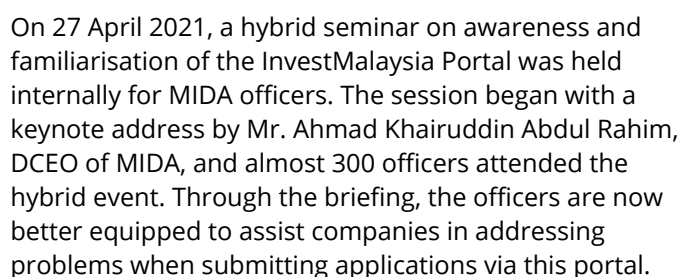 On 27 April 2021, a hybrid seminar on awareness and
familiarisation of the InvestMalaysia Portal was held
internally for MIDA officers. The session began with a
keynote address by Mr. Ahmad Khairuddin Abdul Rahim,
DCEO of MIDA, and almost 300 officers attended the
hybrid event. Through the briefing, the officers are now
better equipped to assist companies in addressing
problems when submitting applications via this portal.